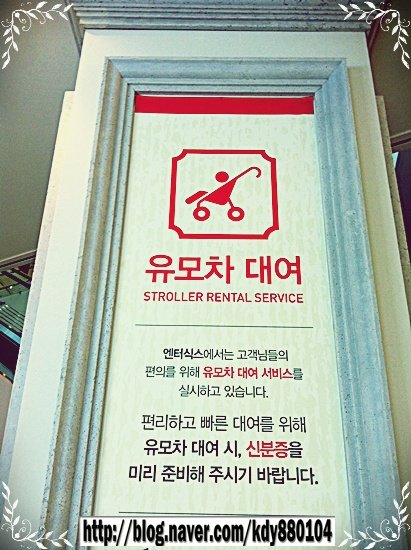 유모차 대여
STROLLER RENTAL SERVICE
엔터식스에서는 고객님들의
편의를 위해 유모차 대여 서비스를
실시하고 있습니다.
편리하고 빠른 대여를 위해
유모차 대여 시, 신분증을
미리 준비해 주시기 바랍니다.
http://blog.naver.com/kdy880104